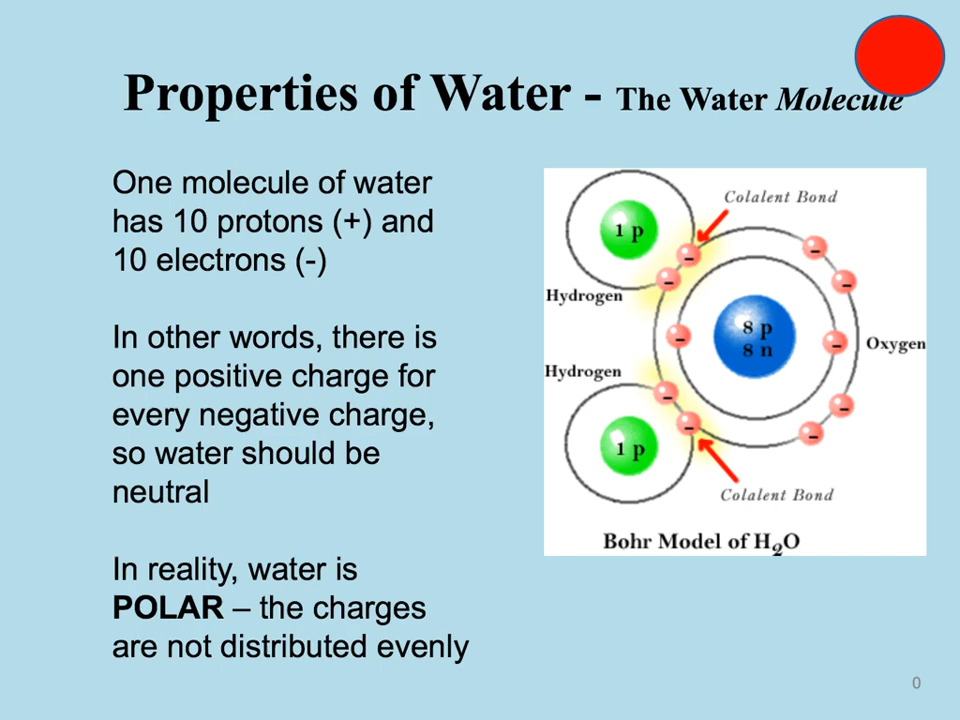 Properties of Water - The Water Molecule
One molecule of water
has 10 protons (+) and
10 electrons (-)
In other words, there is
one positive charge for
every negative charge,
so water should be
neutral
In reality, water is
POLAR – the charges
are not distributed evenly
Colalent Bond
1 p
-
-
-
-
Hydrogen
-
8 p
8 n
-
Oxygen
Hydrogen
-
-
-
-
1 p
Colalent Bond
Bohr Model of H₂O
0